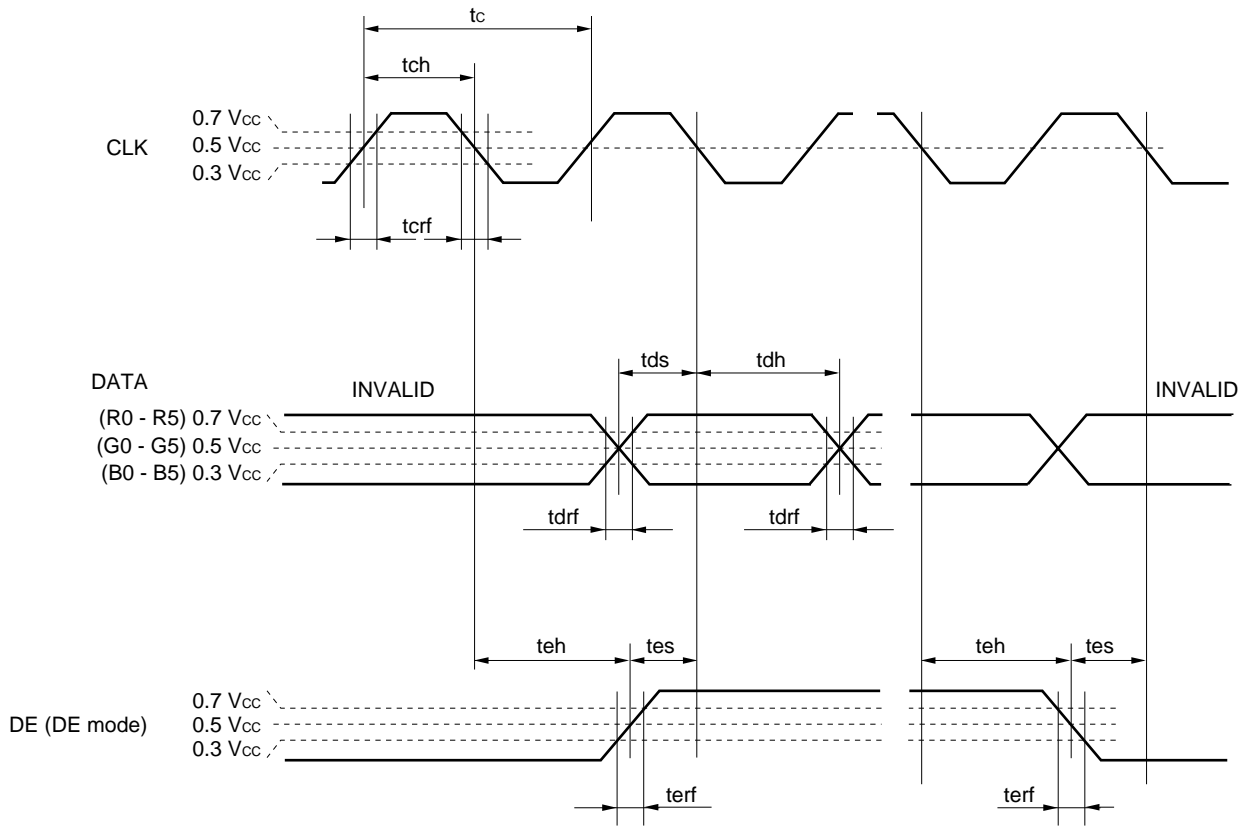 tc
tch
0.7 Vcc
CLK
0.5 Vcc
0.3 Vcc
tcrf
tds
tdh
DATA
INVALID
INVALID
(R0 - R5) 0.7 Vcc
(G0 - G5) 0.5 Vcc
(B0 - B5) 0.3 Vcc
tdrf
tdrf
teh
tes
teh
tes
0.7 Vcc
DE (DE mode)
0.5 Vcc
0.3 Vcc
terf
terf